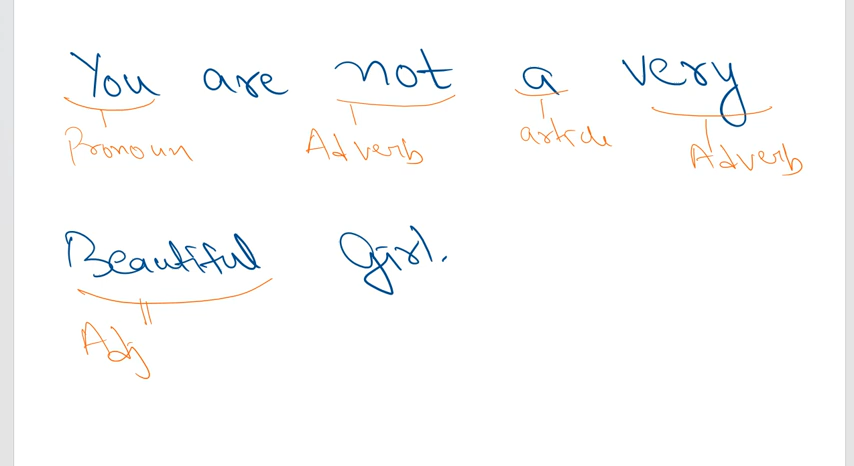 You are not a very
Pronoun Adverb article Adverb
Beautiful Girl.
Adj